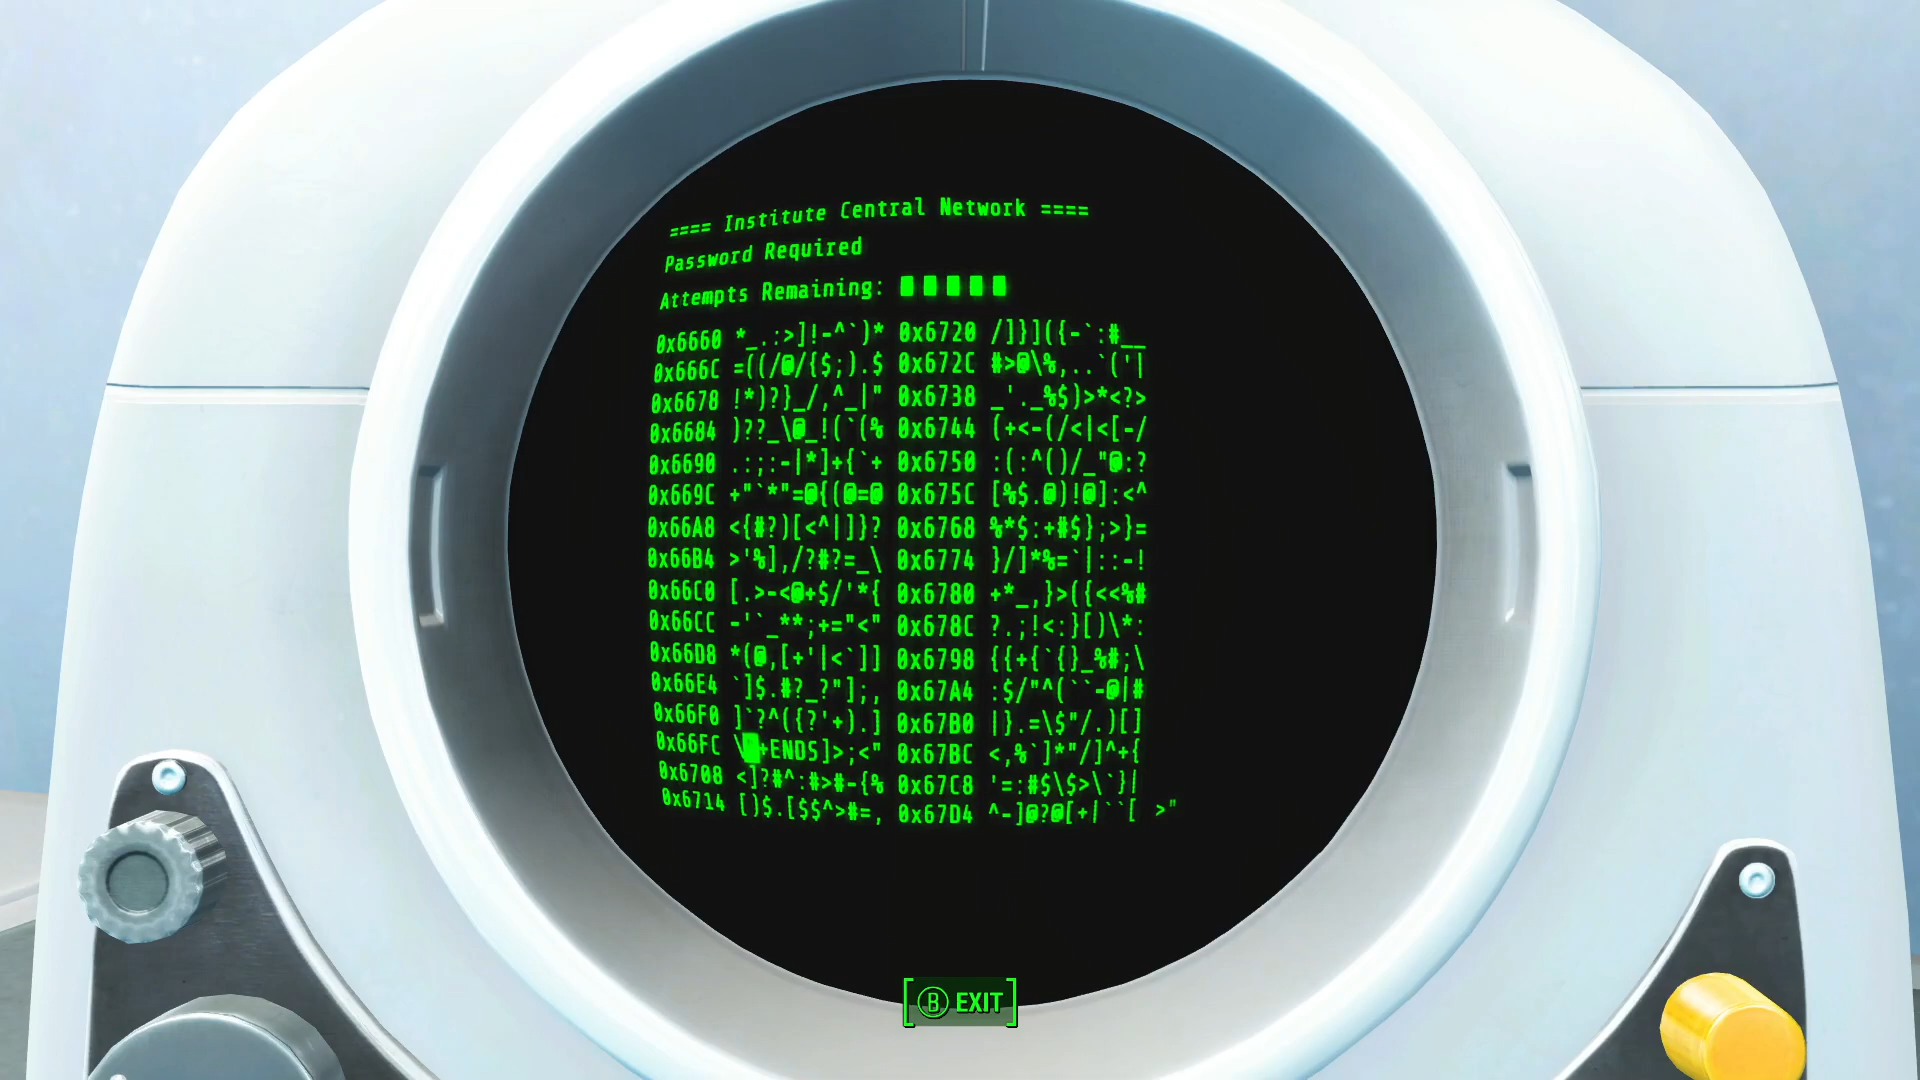 ==== Institute Central Network ====
Password Required
Attempts Remaining: █ █ █ █ █
0x6660 *_.:>]!-^`)* 0x6720 /]}]({-`:#__
0x666C =((/@/{$;).$ 0x672C #>@\%,..`('|
0x6678 !*)?}_/,^_|" 0x6738 _'._%$)>*<?>
0x6684 )??_\@_!(`(% 0x6744 (+<-(/<|<[-/
0x6690 .:;:-|*]+{`+ 0x6750 :(:^()/_"@:?
0x669C +"`*"=@{(@=@ 0x675C [%$.@)!@]:<^
0x66A8 <{#?)[<^|]}? 0x6768 %*$:+#$};>}=
0x66B4 >'%],/?#?=_\ 0x6774 }/]*%=`|::-!
0x66C0 [.>-<@+$/'*{ 0x6780 +*_,}>({<<%#
0x66CC -'`_**;+="<" 0x678C ?.;!<:}[)\*:
0x66D8 *(@,[+'|<`]] 0x6798 {{+{`{}_%#;\
0x66E4 `]$.#?_?"];, 0x67A4 :$/"^(``-@|#
0x66F0 ]`?^({?'+).] 0x67B0 |}.=\$"/.)[]
0x66FC \+ENDS]>;<" 0x67BC <,%`]*"/]^+{
0x6708 <]?#^:#>#-{% 0x67C8 '=:#$\$>\`}|
0x6714 [)$.[$$^>#=, 0x67D4 ^-]@?@[+|``[ >"
B EXIT